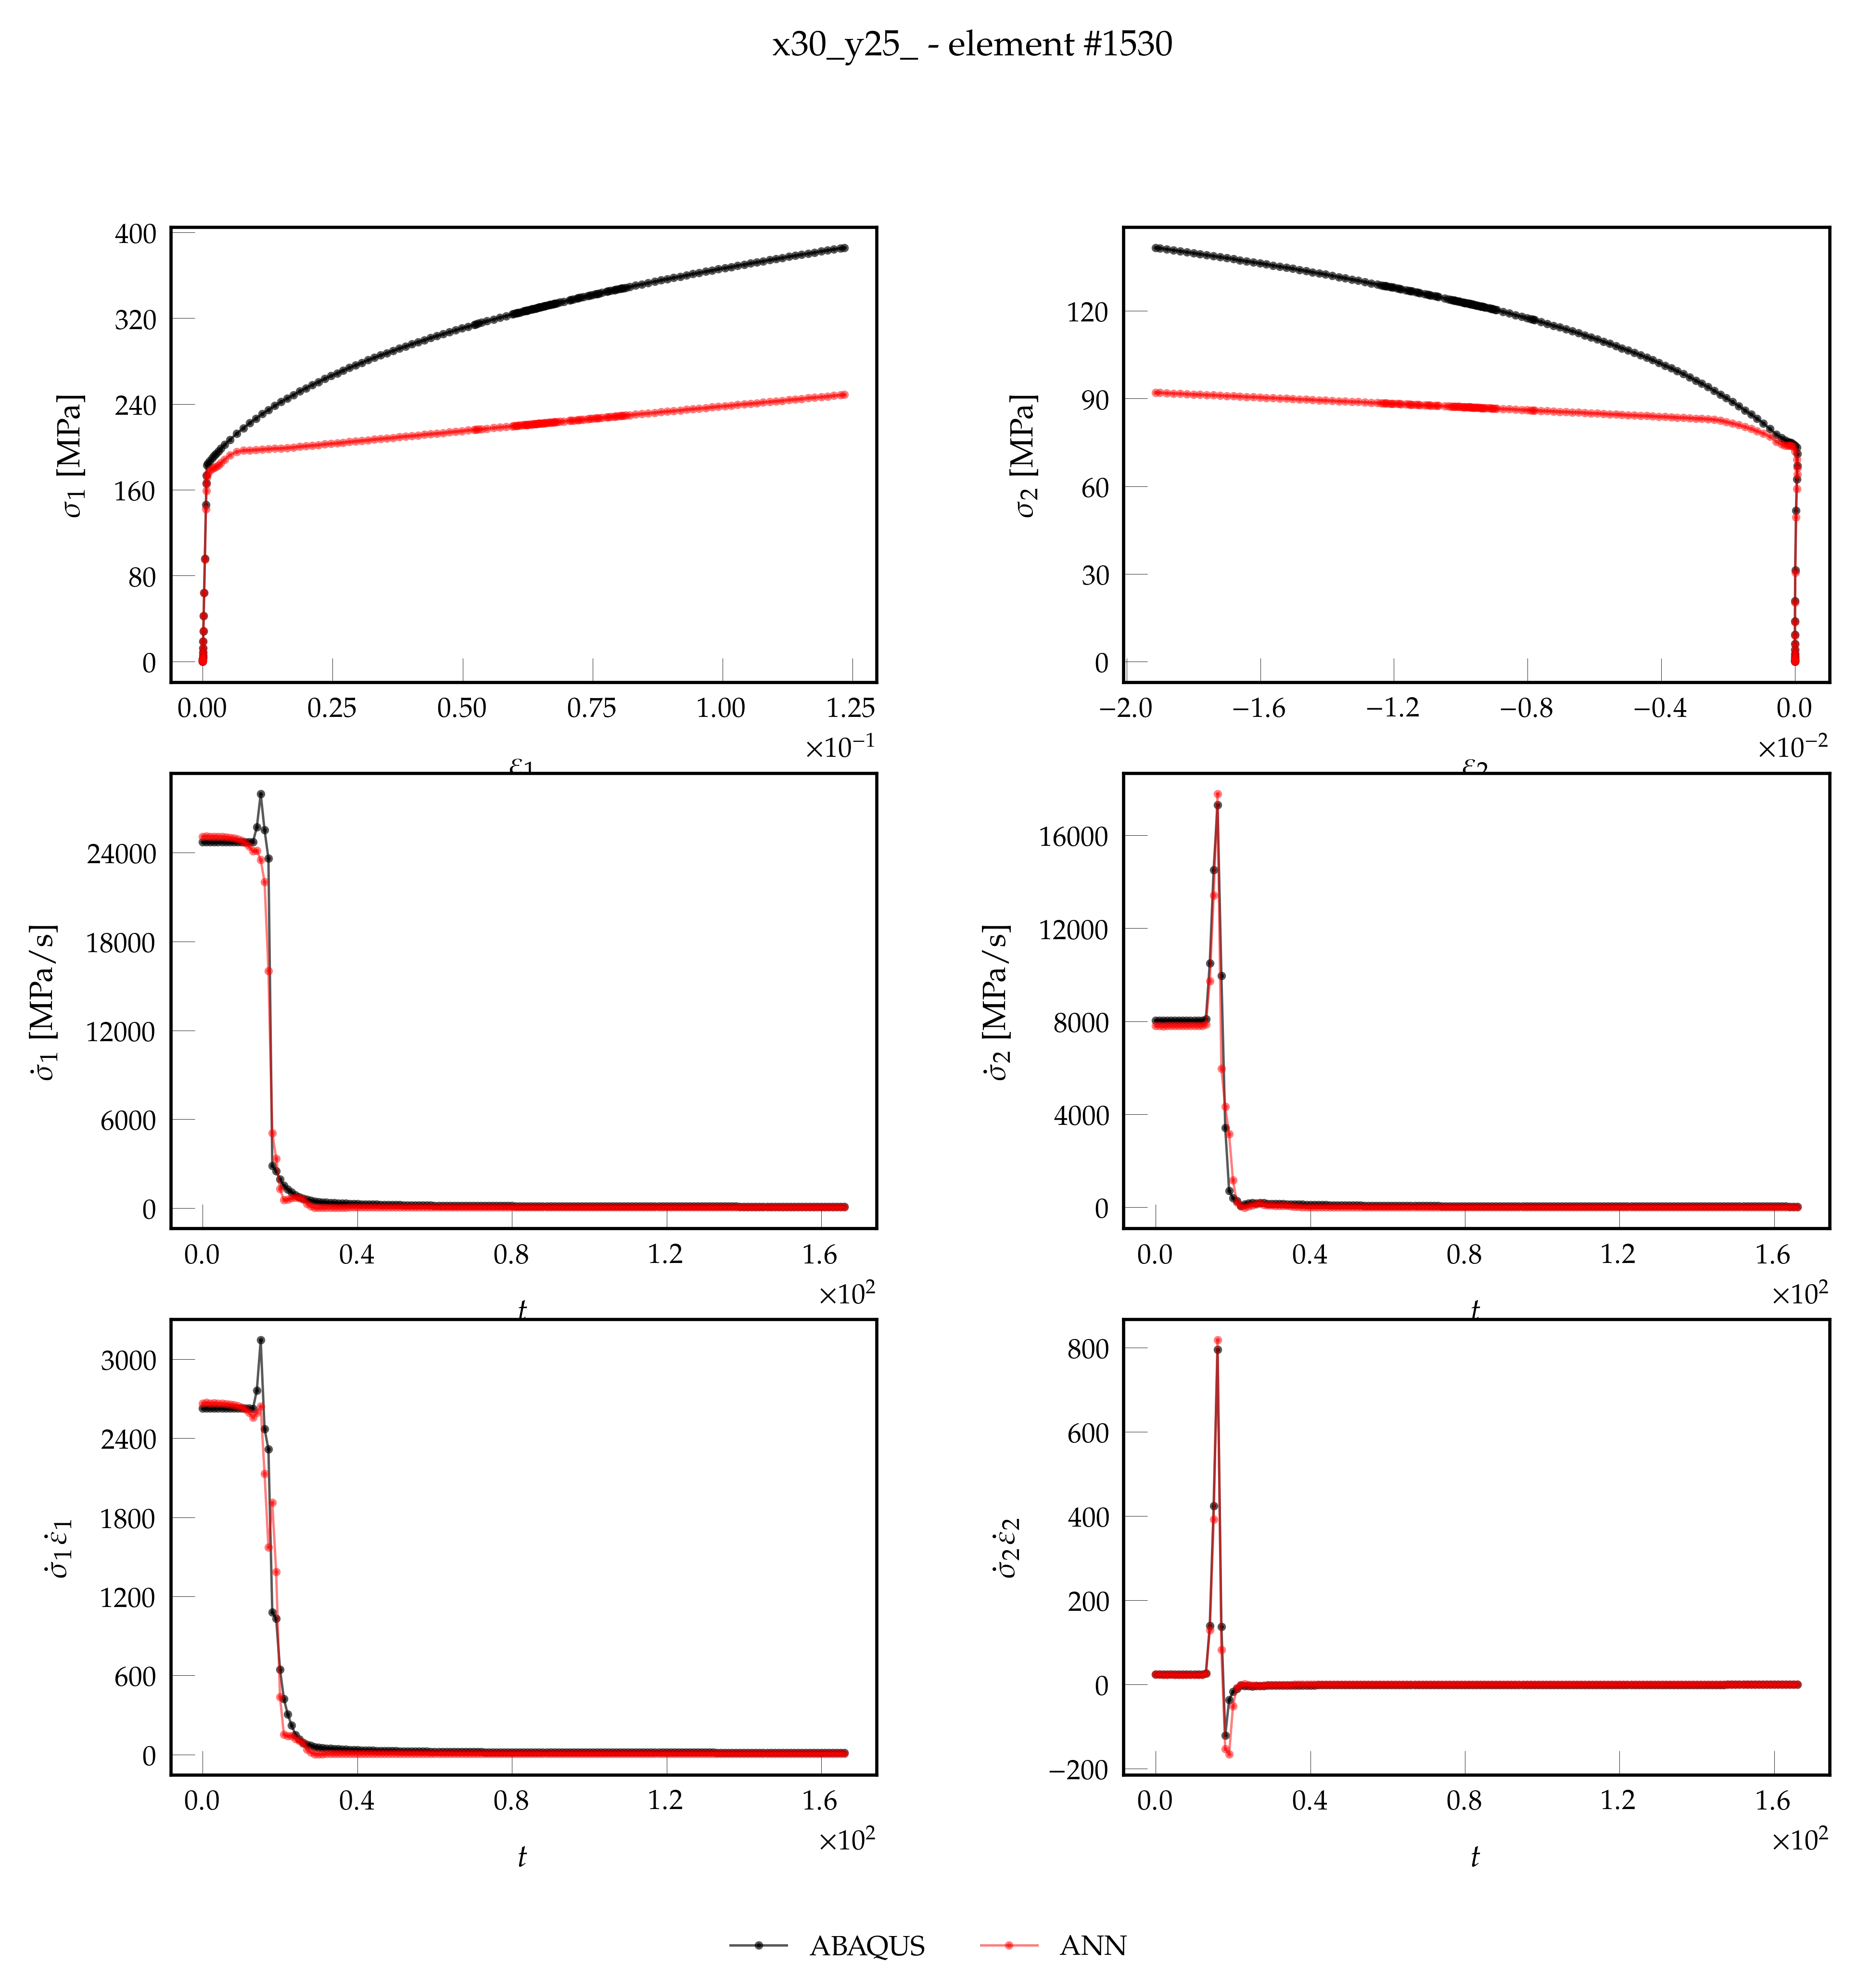 x30_y25_ - element #1530
400
320
240
160
80
0
σ₁ [MPa]
0.00 0.25 0.50 0.75 1.00 1.25
×10⁻¹
ε₁
120
90
60
30
0
σ₂ [MPa]
−2.0 −1.6 −1.2 −0.8 −0.4 0.0
×10⁻²
ε₂
24000
18000
12000
6000
0
σ̇₁ [MPa/s]
0.0 0.4 0.8 1.2 1.6
×10²
t
16000
12000
8000
4000
0
σ̇₂ [MPa/s]
0.0 0.4 0.8 1.2 1.6
×10²
t
3000
2400
1800
1200
600
0
σ̇₁ε̇₁
0.0 0.4 0.8 1.2 1.6
×10²
t
800
600
400
200
0
−200
σ̇₂ε̇₂
0.0 0.4 0.8 1.2 1.6
×10²
t
ABAQUS ANN